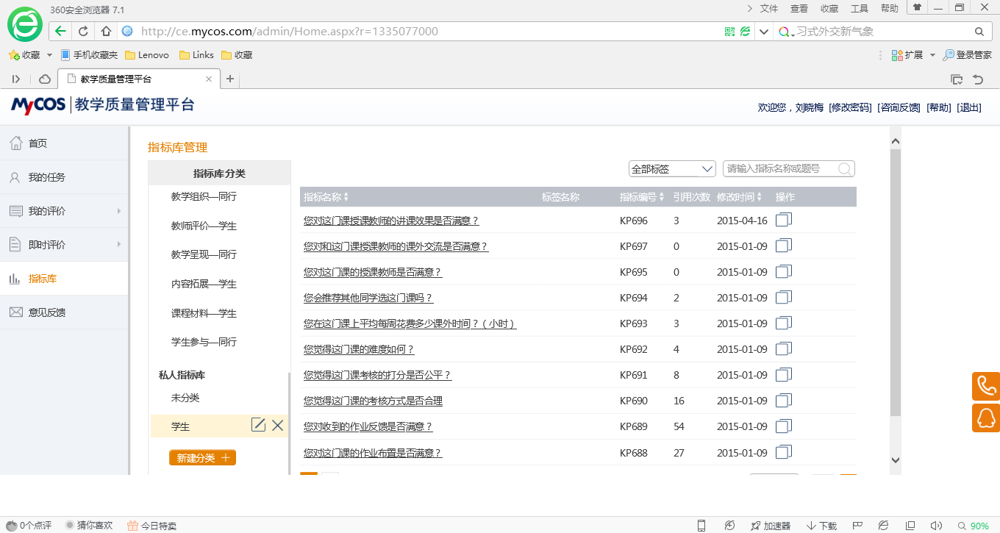 360安全浏览器 7.1
文件 查看 收藏 工具 帮助
http://ce.mycos.com/admin/Home.aspx?r=1335077000
习式外交新气象
收藏 手机收藏夹 Lenovo Links 收藏
扩展 登录管家
教学质量管理平台
MyCOS 教学质量管理平台
欢迎您，刘晓梅 [修改密码] [咨询反馈] [帮助] [退出]
首页
我的任务
我的评价
即时评价
指标库
意见反馈
指标库管理
指标库分类
教学组织—同行
教师评价—学生
教学呈现—同行
内容拓展—学生
课程材料—学生
学生参与—同行
私人指标库
未分类
学生
新建分类
全部标签 请输入指标名称或题号
指标名称 标签名称 指标编号 引用次数 修改时间 操作
您对这门课授课教师的讲课效果是否满意？ KP696 3 2015-04-16
您对和这门课授课教师的课外交流是否满意？ KP697 0 2015-01-09
您对这门课的授课教师是否满意？ KP695 0 2015-01-09
您会推荐其他同学选这门课吗？ KP694 2 2015-01-09
您在这门课上平均每周花费多少课外时间？（小时） KP693 3 2015-01-09
您觉得这门课的难度如何？ KP692 4 2015-01-09
您觉得这门课考核的打分是否公平？ KP691 8 2015-01-09
您觉得这门课的考核方式是否合理 KP690 16 2015-01-09
您对收到的作业反馈是否满意？ KP689 54 2015-01-09
您对这门课的作业布置是否满意？ KP688 27 2015-01-09
0个点评 猜你喜欢 今日特卖
加速器 下载 90%